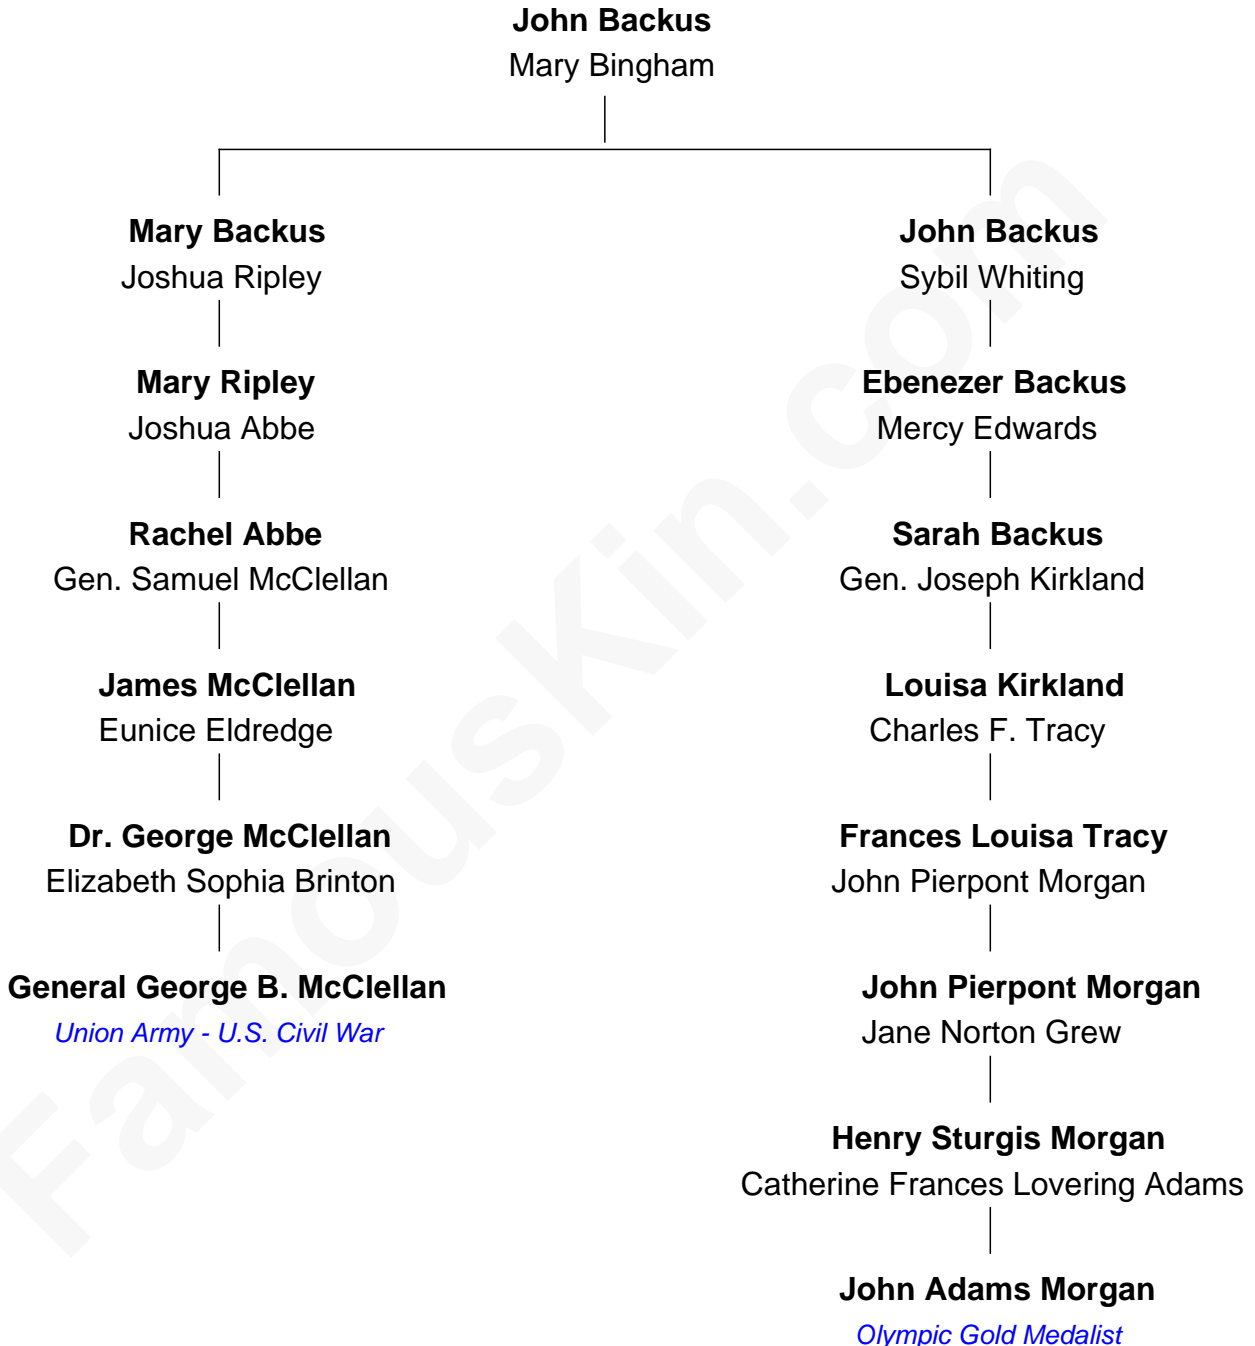 John Backus
Mary Bingham
Mary Backus
Joshua Ripley
John Backus
Sybil Whiting
Mary Ripley
Joshua Abbe
Ebenezer Backus
Mercy Edwards
Rachel Abbe
Gen. Samuel McClellan
Sarah Backus
Gen. Joseph Kirkland
James McClellan
Eunice Eldredge
Louisa Kirkland
Charles F. Tracy
Dr. George McClellan
Elizabeth Sophia Brinton
Frances Louisa Tracy
John Pierpont Morgan
General George B. McClellan
Union Army - U.S. Civil War
John Pierpont Morgan
Jane Norton Grew
Henry Sturgis Morgan
Catherine Frances Lovering Adams
John Adams Morgan
Olympic Gold Medalist
FamousKin.com